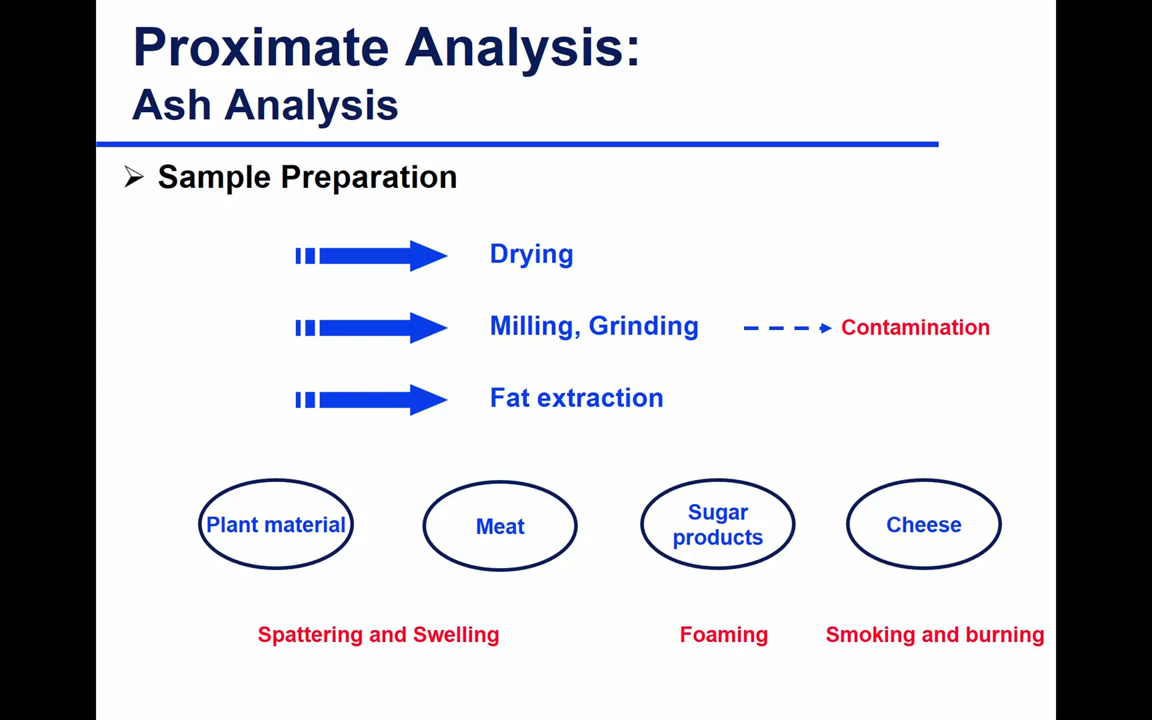 Proximate Analysis:
Ash Analysis
Sample Preparation
Drying
Milling, Grinding
Contamination
Fat extraction
Plant material
Meat
Sugar
products
Cheese
Spattering and Swelling
Foaming
Smoking and burning